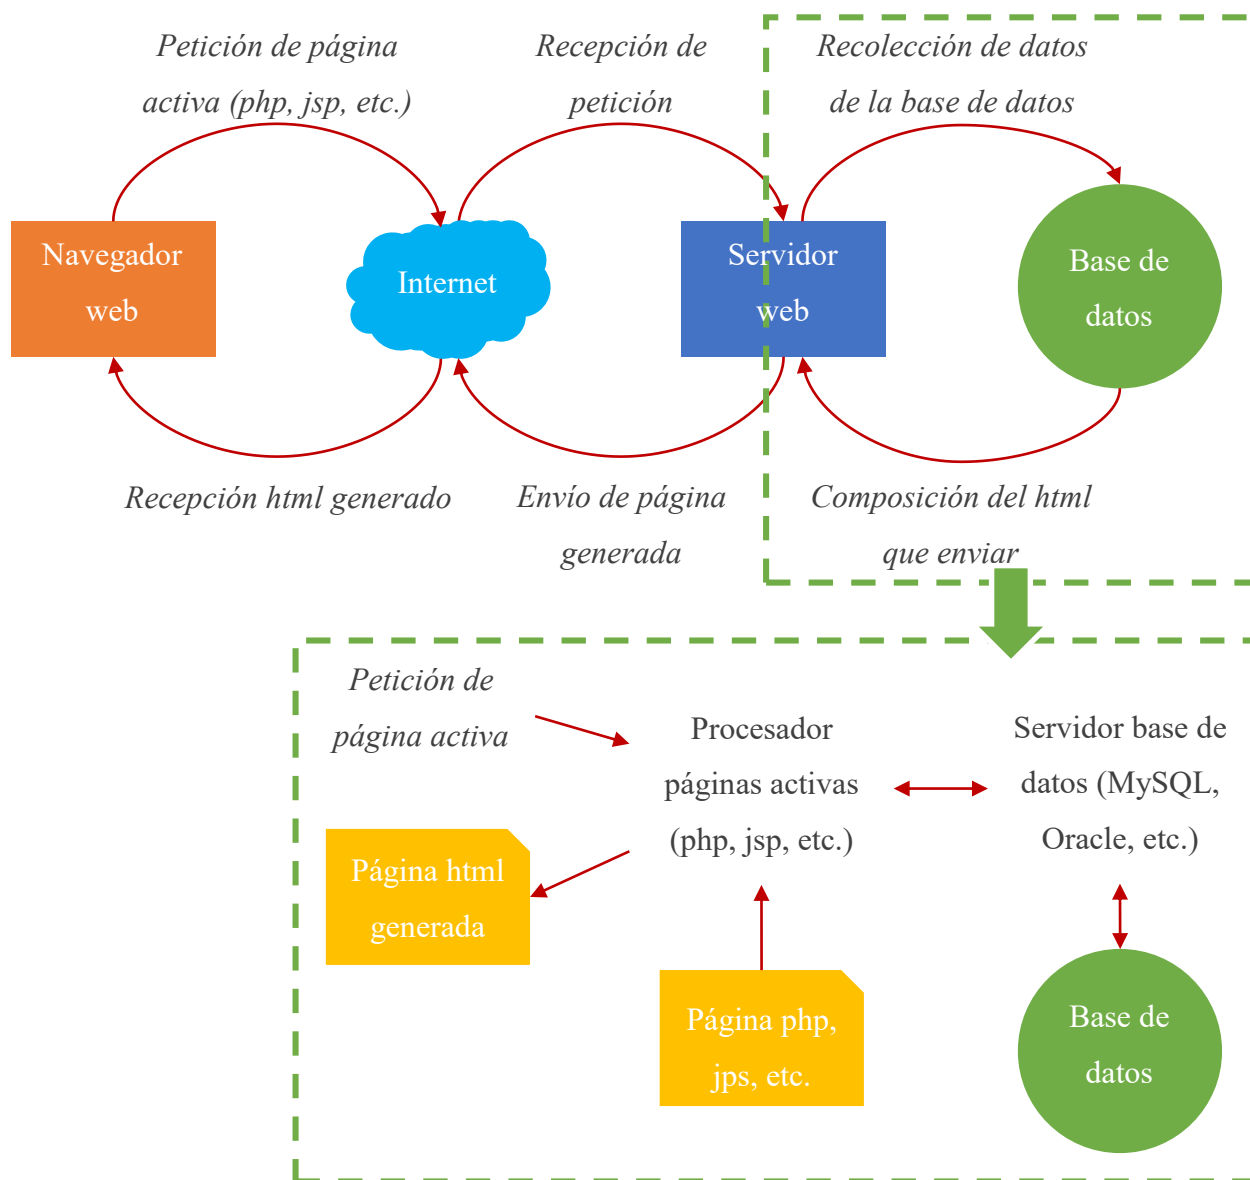 Petición de página
activa (php, jsp, etc.)
Recepción de
petición
Recolección de datos
de la base de datos
Navegador
web
Internet
Servidor
web
Base de
datos
Recepción html generado
Envío de página
generada
Composición del html
que enviar
Petición de
página activa
Procesador
páginas activas
(php, jsp, etc.)
Servidor base de
datos (MySQL,
Oracle, etc.)
Página html
generada
Página php,
jps, etc.
Base de
datos